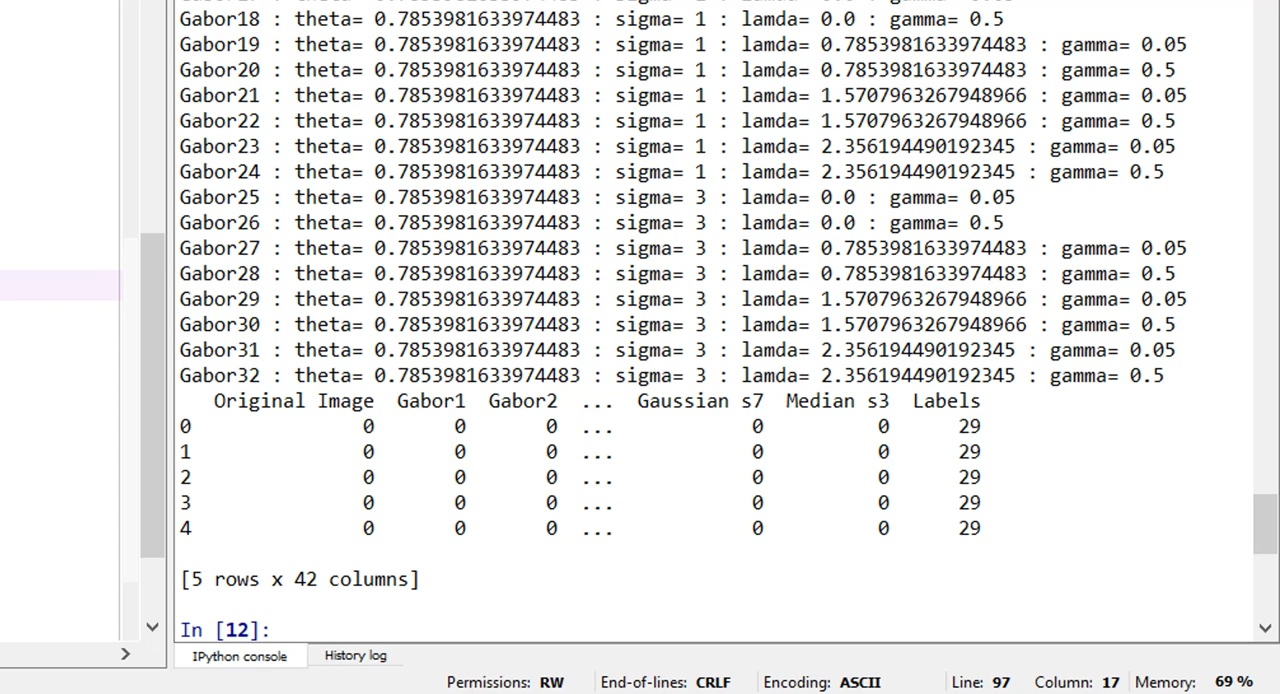 Gabor18 : theta= 0.7853981633974483 : sigma= 1 : lamda= 0.0 : gamma= 0.5
Gabor19 : theta= 0.7853981633974483 : sigma= 1 : lamda= 0.7853981633974483 : gamma= 0.05
Gabor20 : theta= 0.7853981633974483 : sigma= 1 : lamda= 0.7853981633974483 : gamma= 0.5
Gabor21 : theta= 0.7853981633974483 : sigma= 1 : lamda= 1.5707963267948966 : gamma= 0.05
Gabor22 : theta= 0.7853981633974483 : sigma= 1 : lamda= 1.5707963267948966 : gamma= 0.5
Gabor23 : theta= 0.7853981633974483 : sigma= 1 : lamda= 2.356194490192345 : gamma= 0.05
Gabor24 : theta= 0.7853981633974483 : sigma= 1 : lamda= 2.356194490192345 : gamma= 0.5
Gabor25 : theta= 0.7853981633974483 : sigma= 3 : lamda= 0.0 : gamma= 0.05
Gabor26 : theta= 0.7853981633974483 : sigma= 3 : lamda= 0.0 : gamma= 0.5
Gabor27 : theta= 0.7853981633974483 : sigma= 3 : lamda= 0.7853981633974483 : gamma= 0.05
Gabor28 : theta= 0.7853981633974483 : sigma= 3 : lamda= 0.7853981633974483 : gamma= 0.5
Gabor29 : theta= 0.7853981633974483 : sigma= 3 : lamda= 1.5707963267948966 : gamma= 0.05
Gabor30 : theta= 0.7853981633974483 : sigma= 3 : lamda= 1.5707963267948966 : gamma= 0.5
Gabor31 : theta= 0.7853981633974483 : sigma= 3 : lamda= 2.356194490192345 : gamma= 0.05
Gabor32 : theta= 0.7853981633974483 : sigma= 3 : lamda= 2.356194490192345 : gamma= 0.5
Original Image Gabor1 Gabor2 ... Gaussian s7 Median s3 Labels
0 0 0 0 ... 0 0 29
1 0 0 0 ... 0 0 29
2 0 0 0 ... 0 0 29
3 0 0 0 ... 0 0 29
4 0 0 0 ... 0 0 29
[5 rows x 42 columns]
In [12]:
IPython console History log
Permissions: RW End-of-lines: CRLF Encoding: ASCII Line: 97 Column: 17 Memory: 69 %